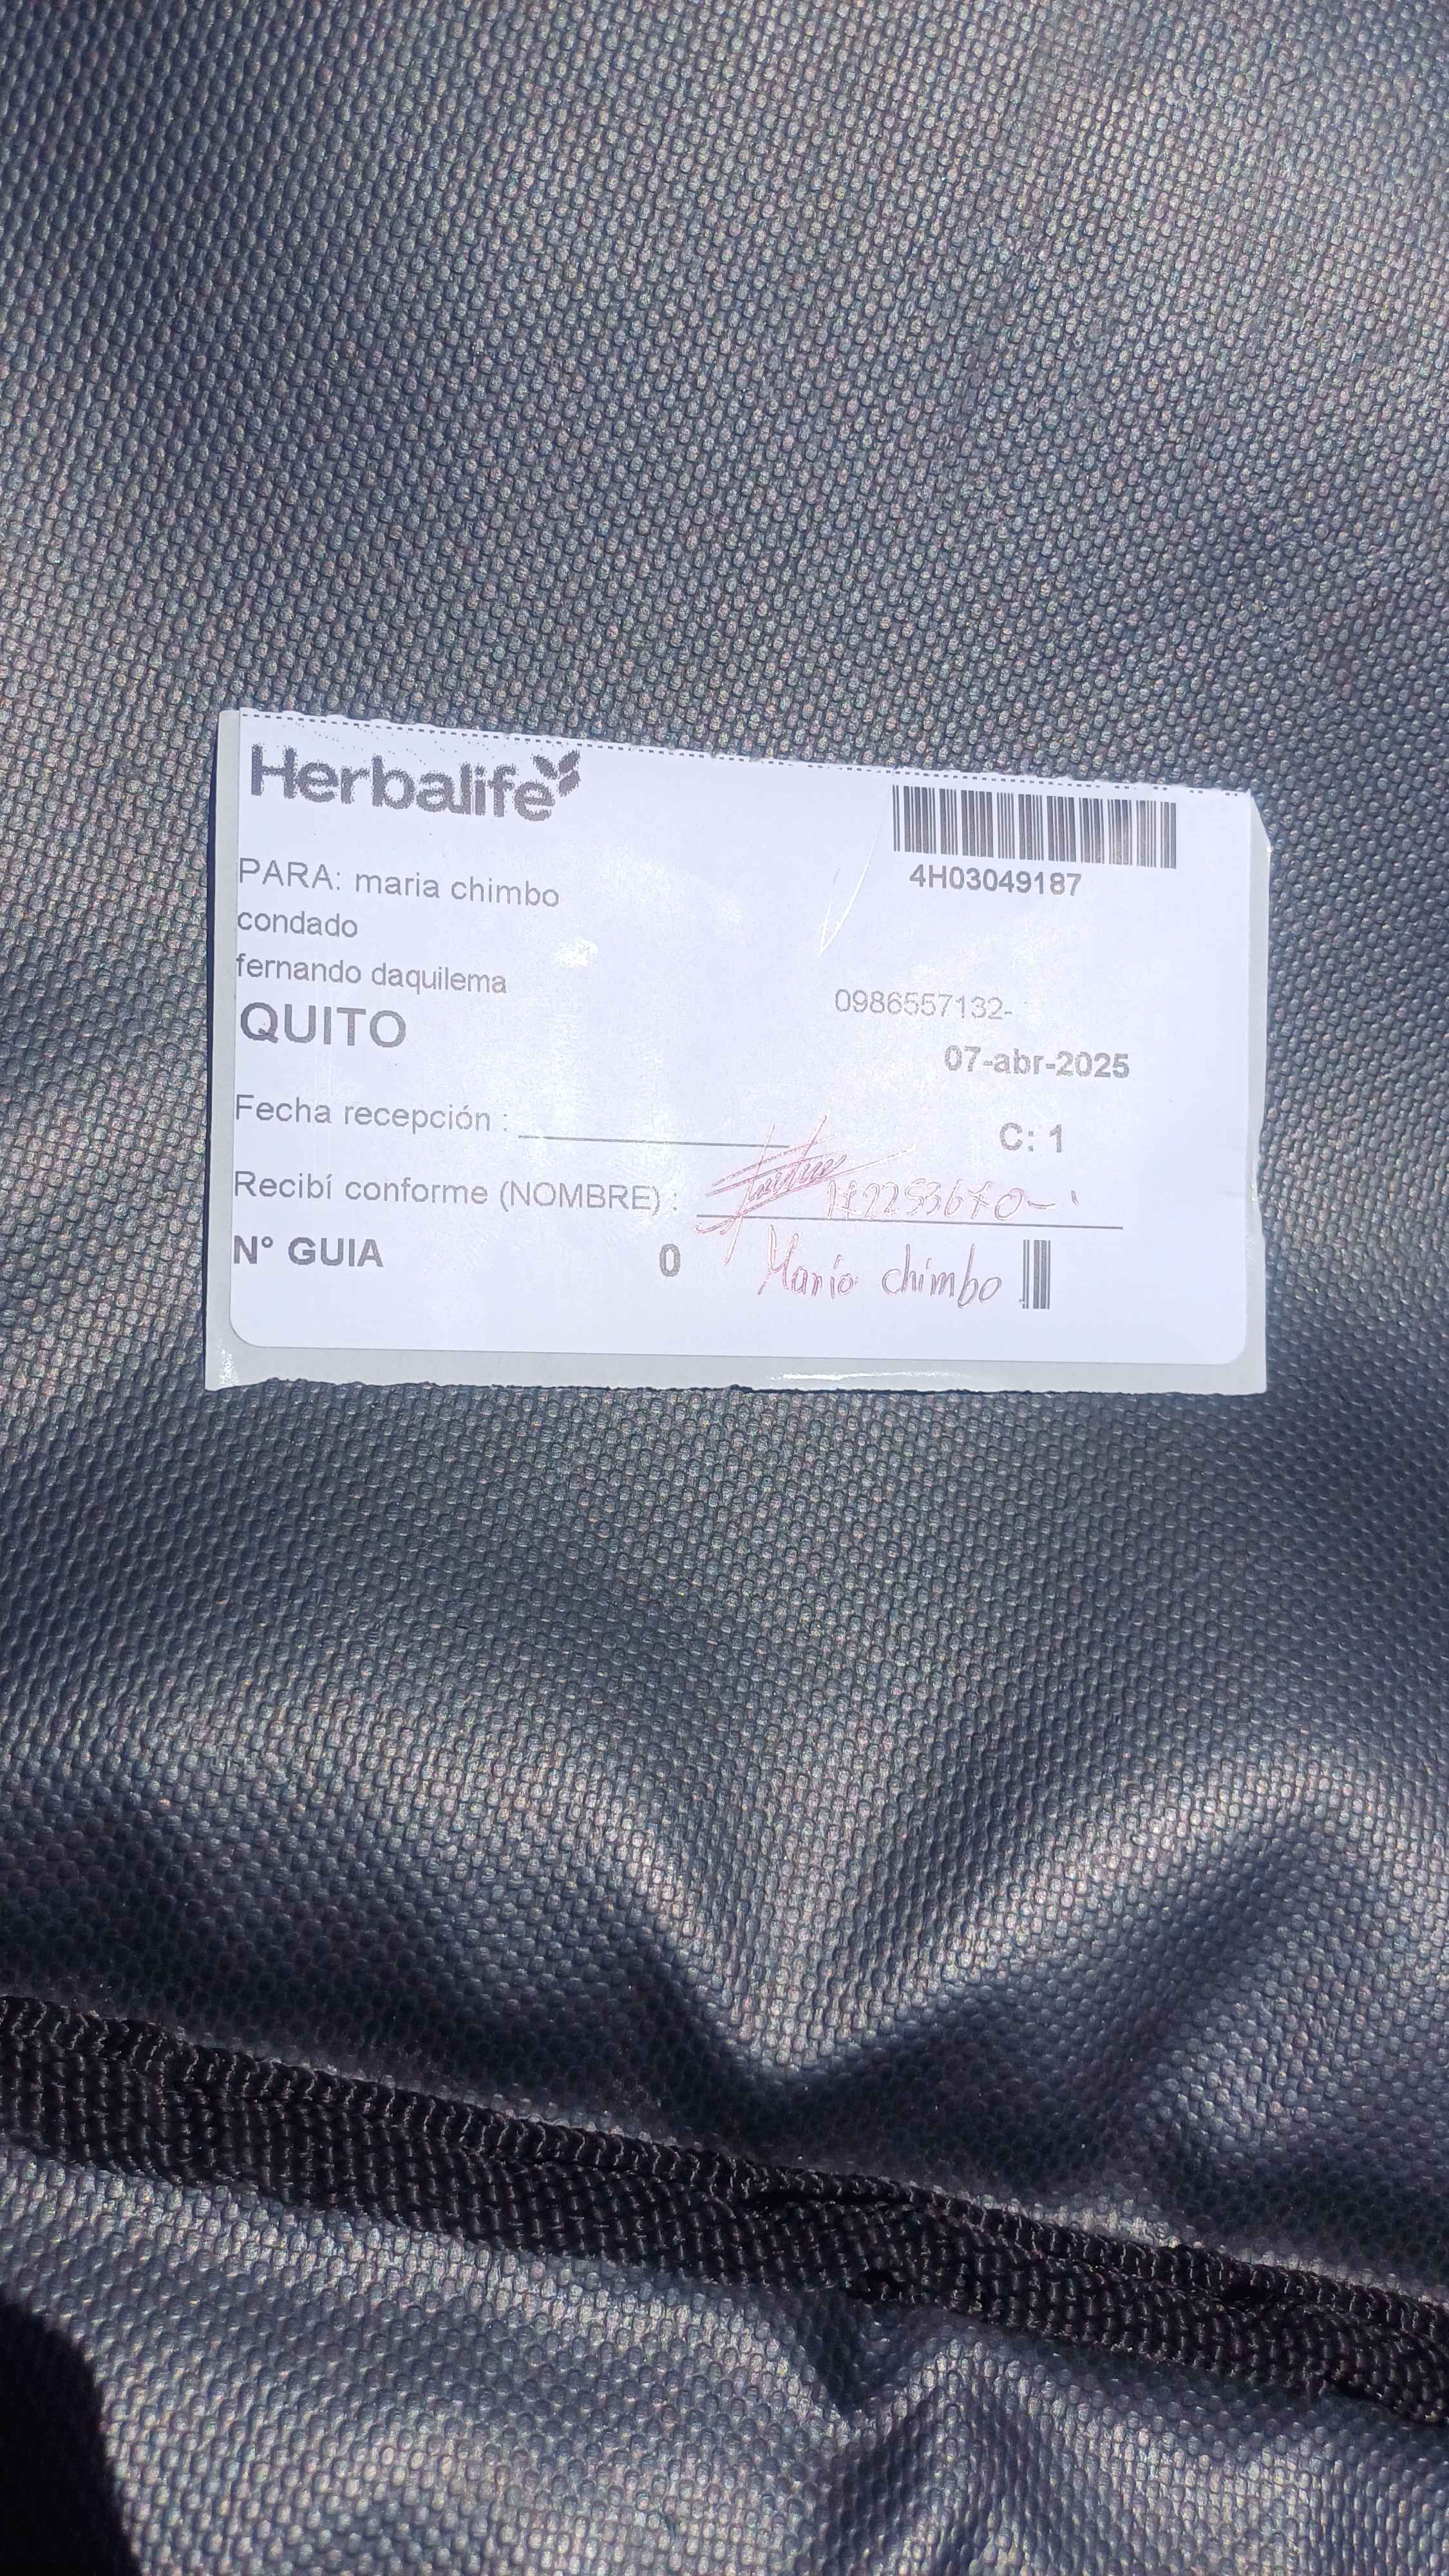 Herbalife
4H03049187
PARA: maria chimbo
condado
fernando daquilema
0986557132-
QUITO
07-abr-2025
Fecha recepción :
C: 1
Recibí conforme (NOMBRE) :
N° GUIA 0
Mario chimbo